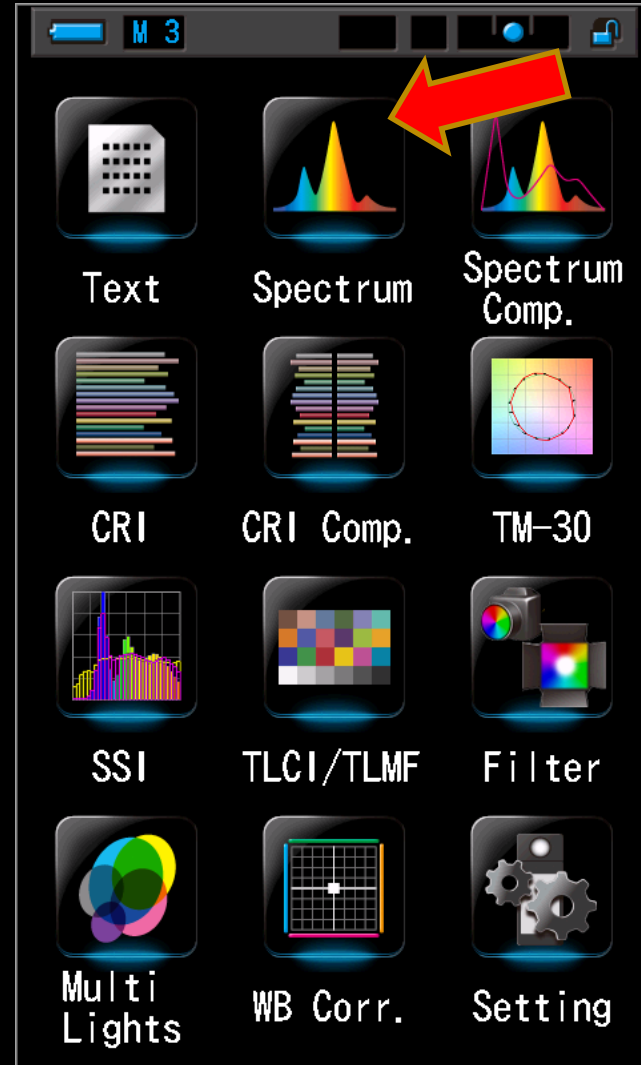 M 3
Text
Spectrum
Spectrum
Comp.
CRI
CRI Comp.
TM-30
SSI
TLCI/TLMF
Filter
Multi
Lights
WB Corr.
Setting